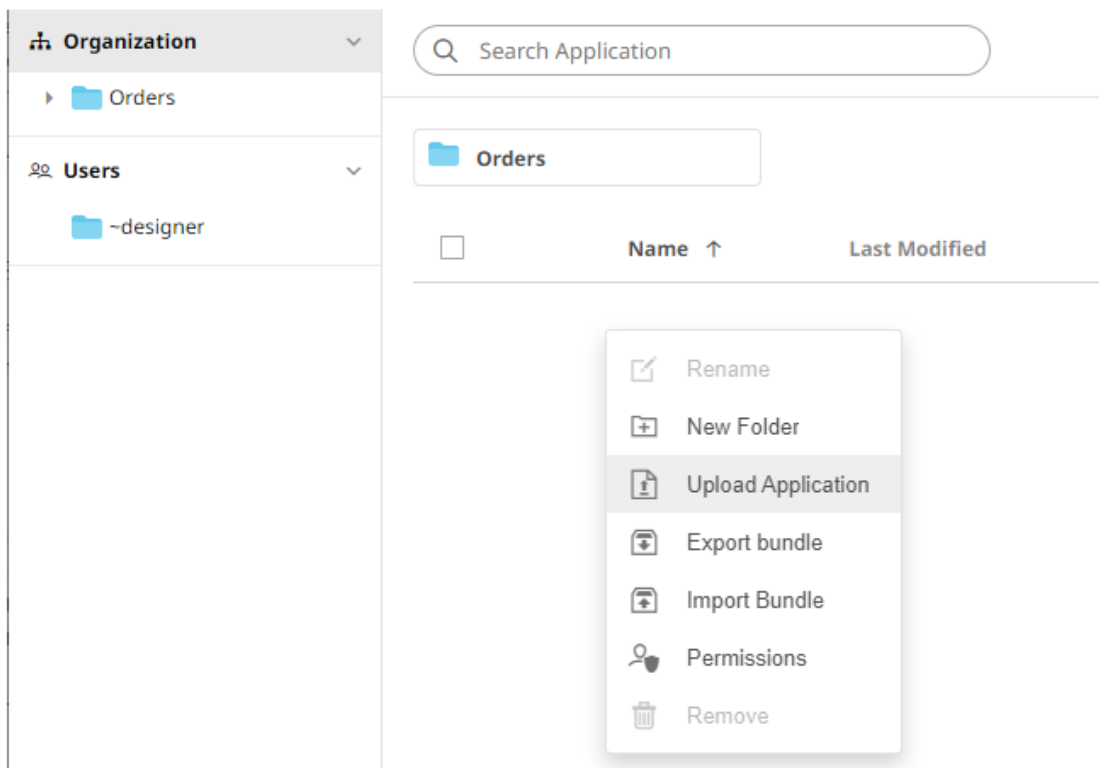 Organization
Orders
Users
~designer
Search Application
Orders
Name ↑ Last Modified
Rename
New Folder
Upload Application
Export bundle
Import Bundle
Permissions
Remove